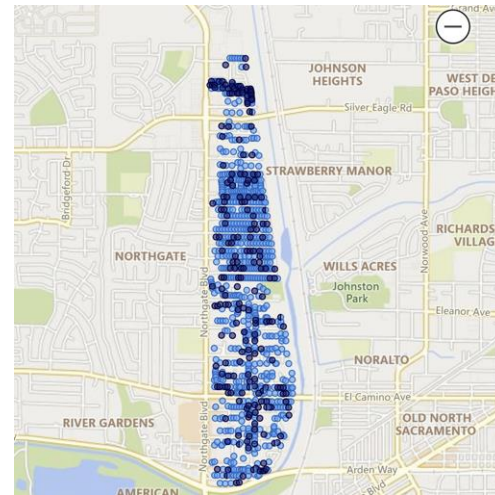 Grand Ave
JOHNSON
HEIGHTS
WEST DE
PASO HEIGH
Silver Eagle Rd
STRAWBERRY MANOR
Bridgeford Dr
Norwood Ave
RICHARDS
VILLAG
NORTHGATE
WILLS ACRES
Johnston
Park
Northgate Blvd
Eleanor Ave
NORALTO
El Camino Ave
RIVER GARDENS
OLD NORTH
SACRAMENTO
Northgate Blvd
Arden Way
AMERICAN
Blvd